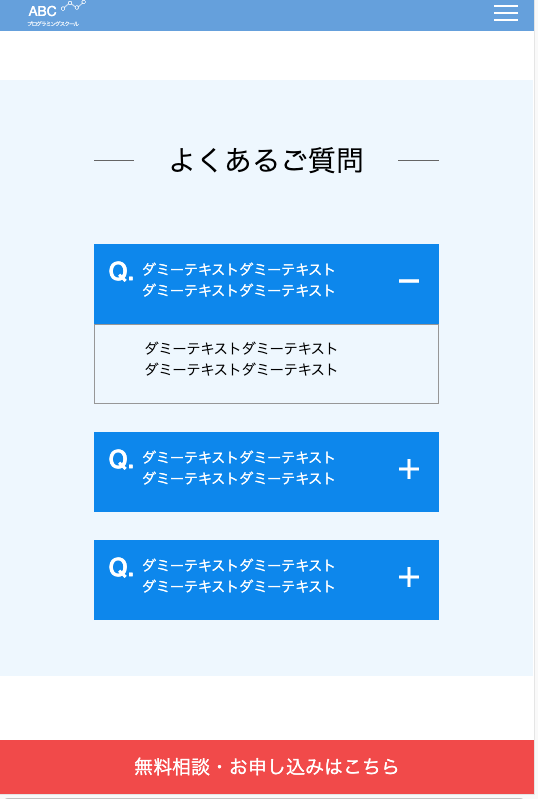 ABC
プログラミングスクール
よくあるご質問
Q. ダミーテキストダミーテキスト
ダミーテキストダミーテキスト
ダミーテキストダミーテキスト
ダミーテキストダミーテキスト
Q. ダミーテキストダミーテキスト
ダミーテキストダミーテキスト
Q. ダミーテキストダミーテキスト
ダミーテキストダミーテキスト
無料相談・お申し込みはこちら